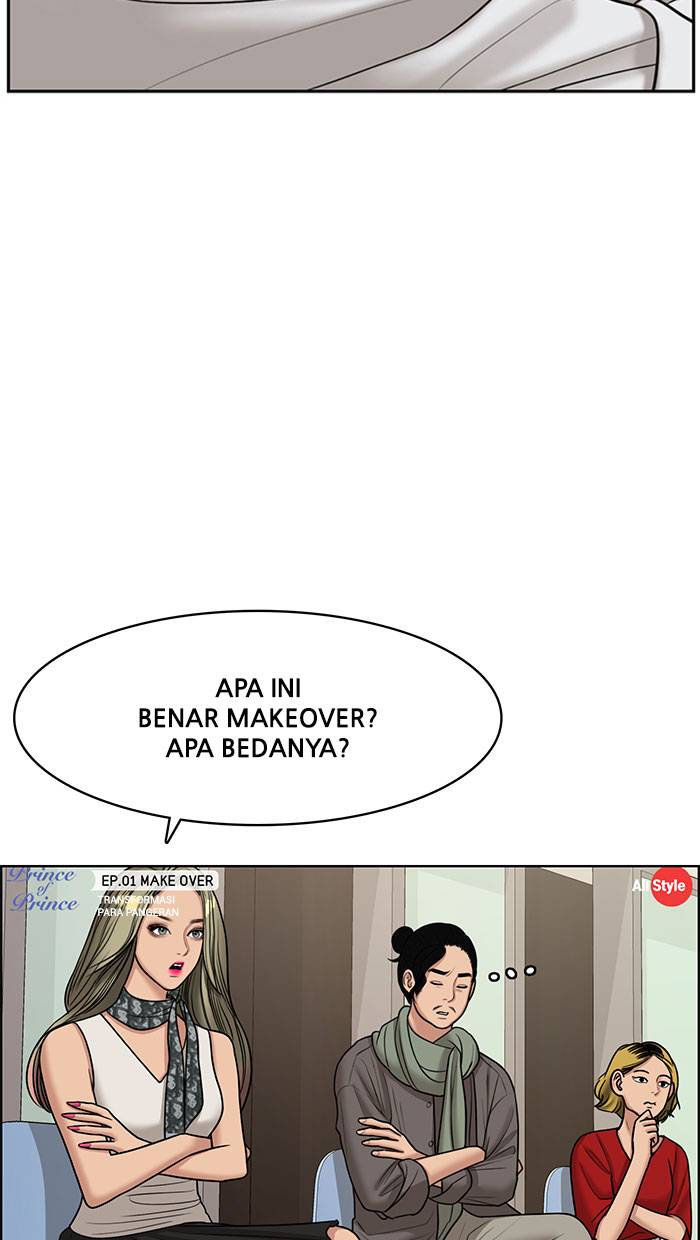 APA INI
BENAR MAKEOVER?
APA BEDANYA?
Prince
of
Prince
EP.01 MAKE OVER
TRANSFORMASI
PARA PANGERAN
All Style